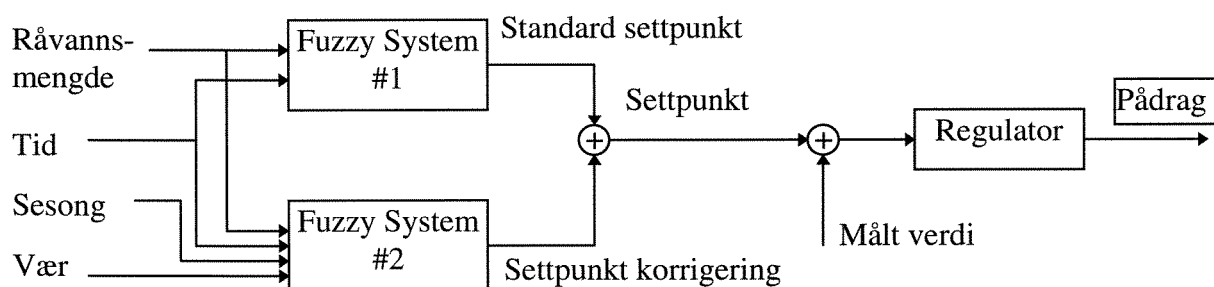 Råvanns-
mengde
Tid
Sesong
Vær
Fuzzy System
#1
Standard settpunkt
Fuzzy System
#2
Settpunkt korrigering
+
Settpunkt
+
Målt verdi
Regulator
Pådrag